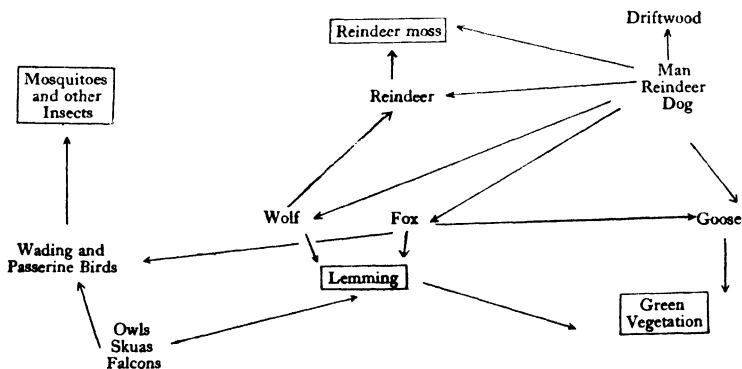 Driftwood
Reindeer moss
Man
Reindeer
Dog
Mosquitoes
and other
Insects
Reindeer
Wolf
Fox
Goose
Wading and
Passerine Birds
Lemming
Green
Vegetation
Owls
Skuas
Falcons